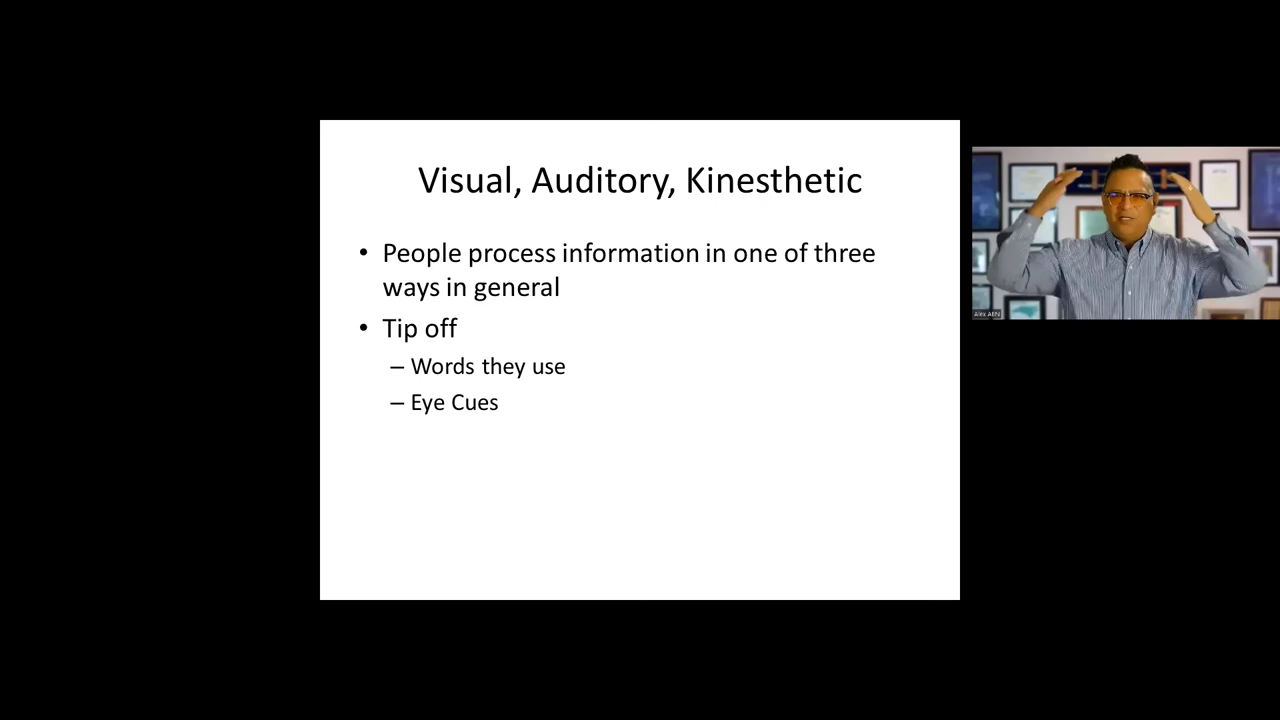 Visual, Auditory, Kinesthetic
• People process information in one of three
ways in general
• Tip off
– Words they use
– Eye Cues